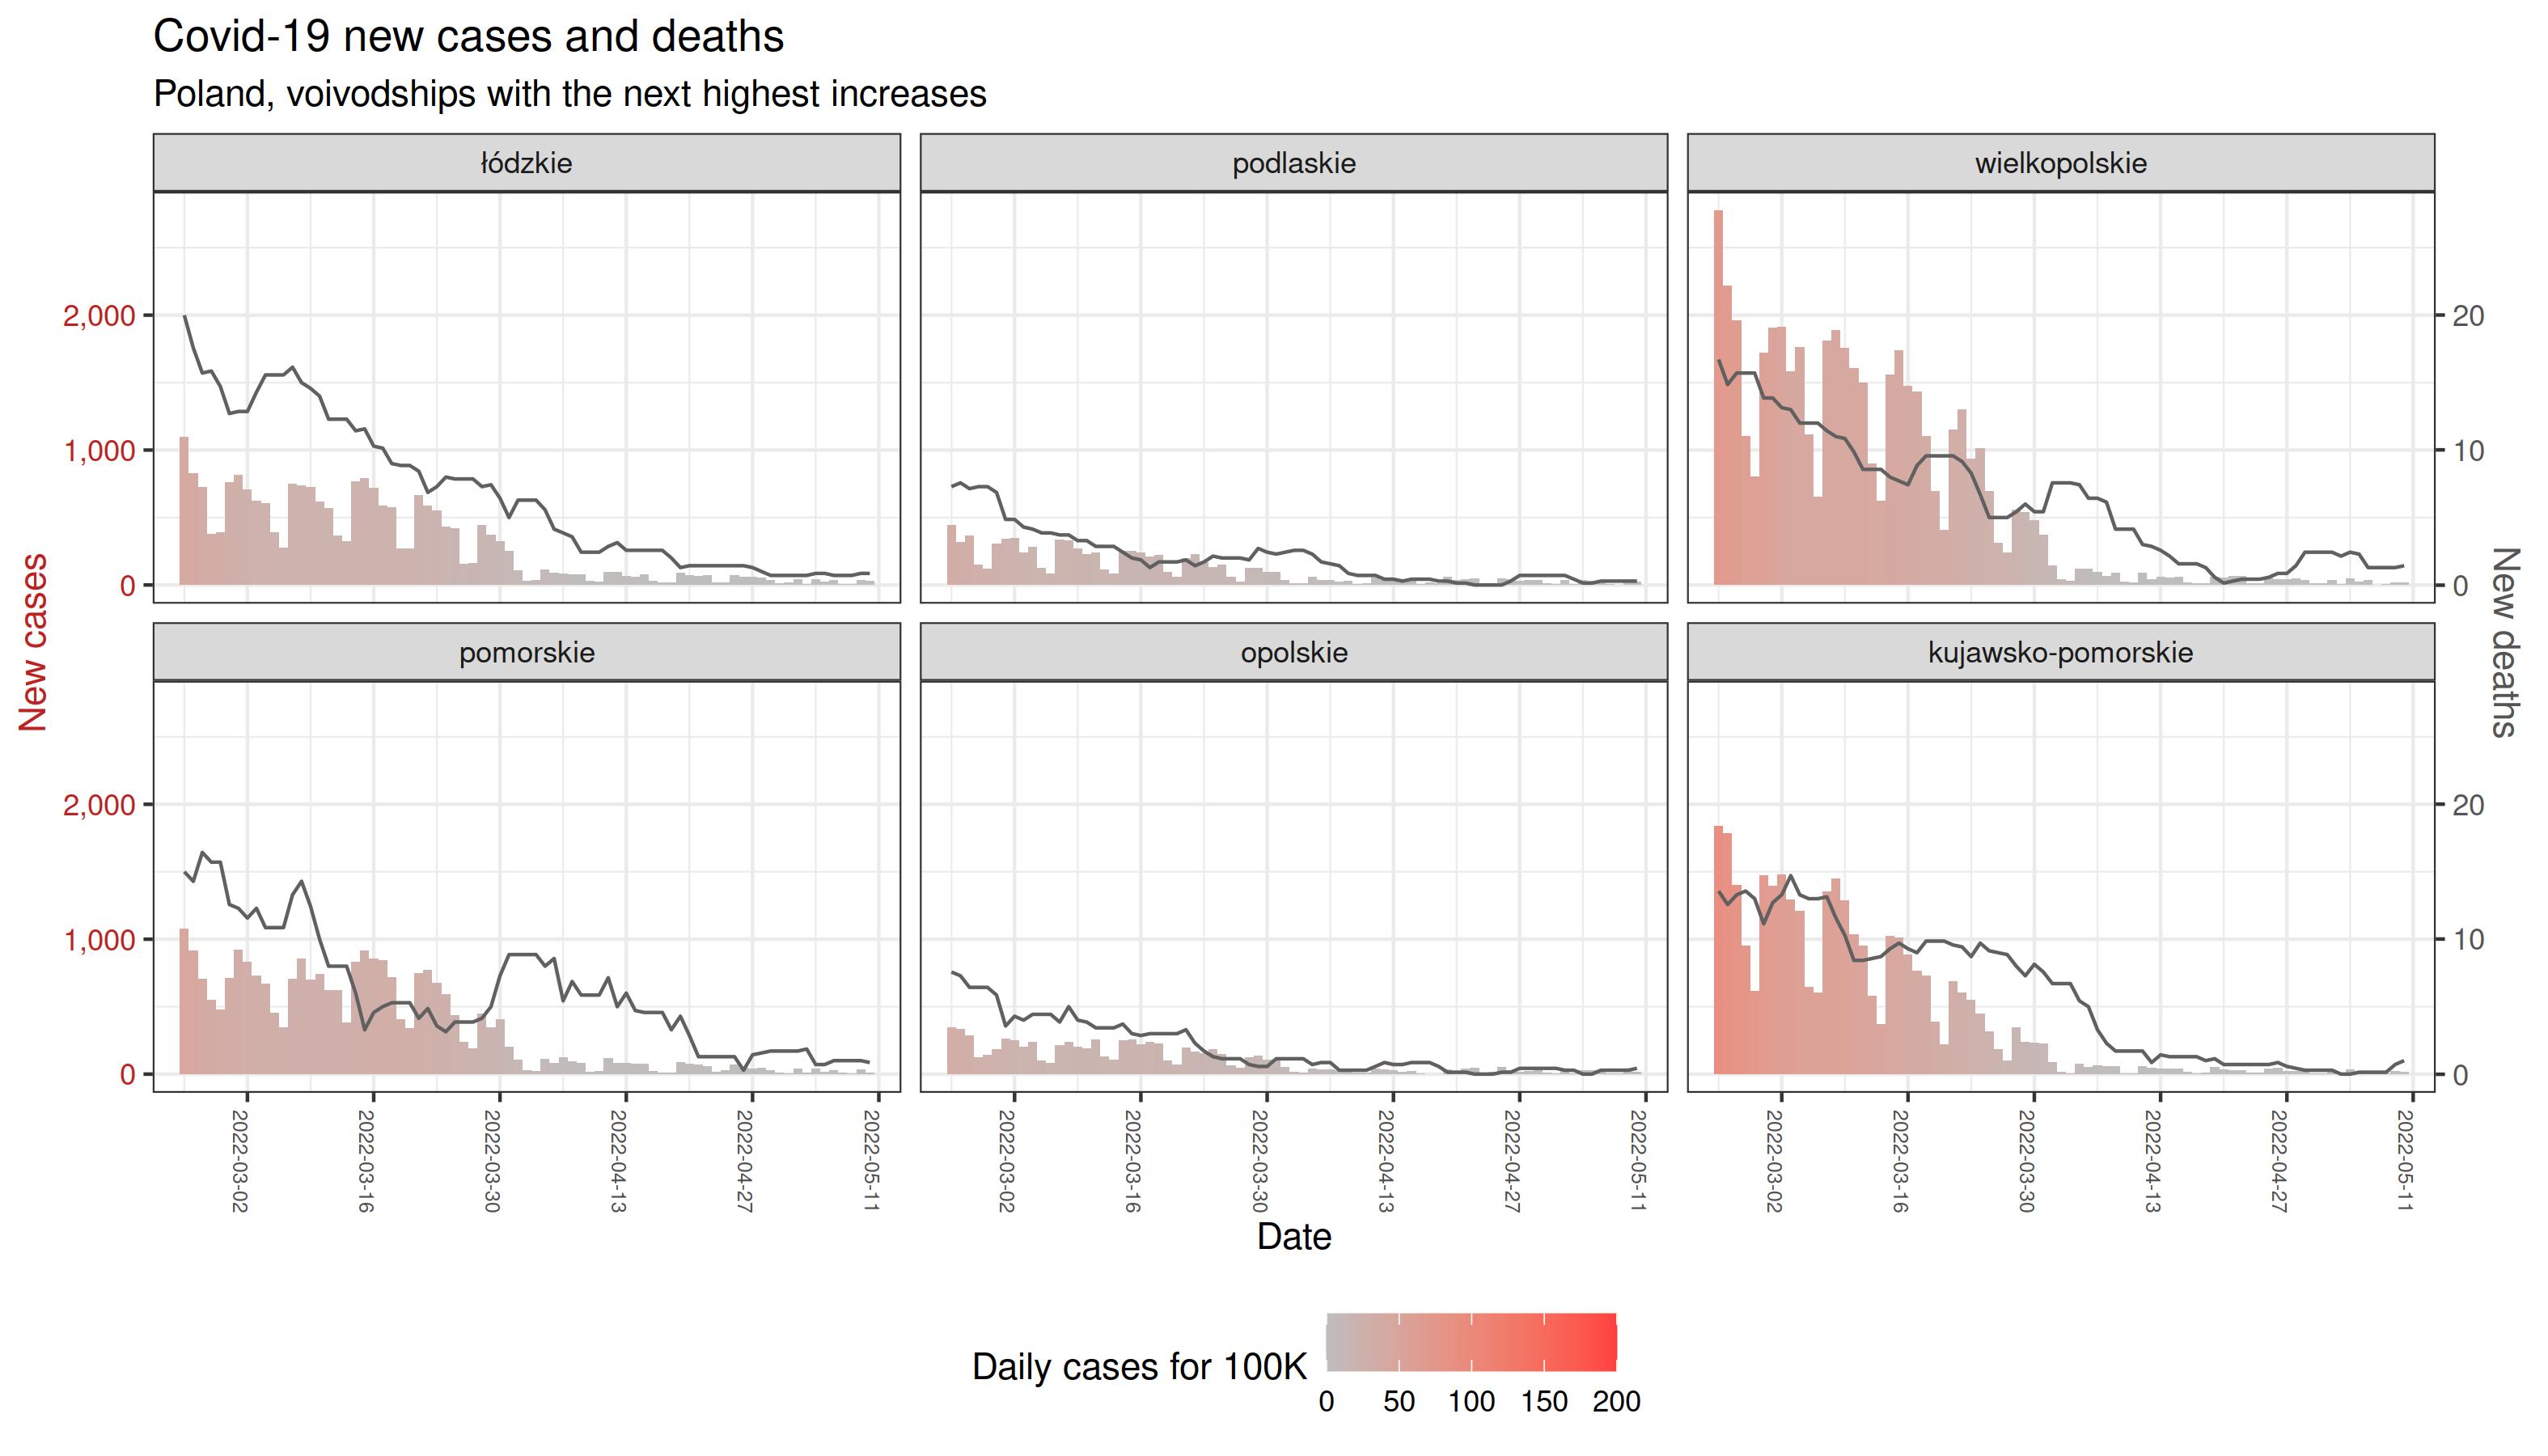 Covid-19 new cases and deaths
Poland, voivodships with the next highest increases
łódzkie
podlaskie
wielkopolskie
2,000
1,000
0
20
10
0
New cases
New deaths
pomorskie
opolskie
kujawsko-pomorskie
2,000
1,000
0
20
10
0
2022-03-02
2022-03-16
2022-03-30
2022-04-13
2022-04-27
2022-05-11
2022-03-02
2022-03-16
2022-03-30
2022-04-13
2022-04-27
2022-05-11
2022-03-02
2022-03-16
2022-03-30
2022-04-13
2022-04-27
2022-05-11
Date
Daily cases for 100K
0 50 100 150 200